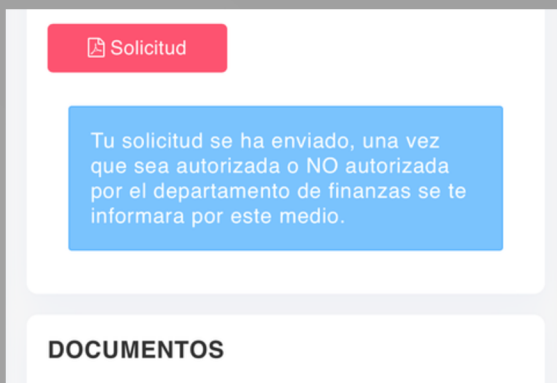 Solicitud
Tu solicitud se ha enviado, una vez
que sea autorizada o NO autorizada
por el departamento de finanzas se te
informara por este medio.
DOCUMENTOS